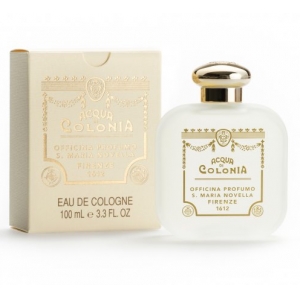 ACQUA
DI
COLONIA
OFFICINA PROFUMO
S. MARIA NOVELLA
FIRENZE
1612
EAU DE COLOGNE
100 mL e 3.3 FL OZ
ACQUA
DI
COLONIA
OFFICINA PROFUMO
S. MARIA NOVELLA
FIRENZE
1612